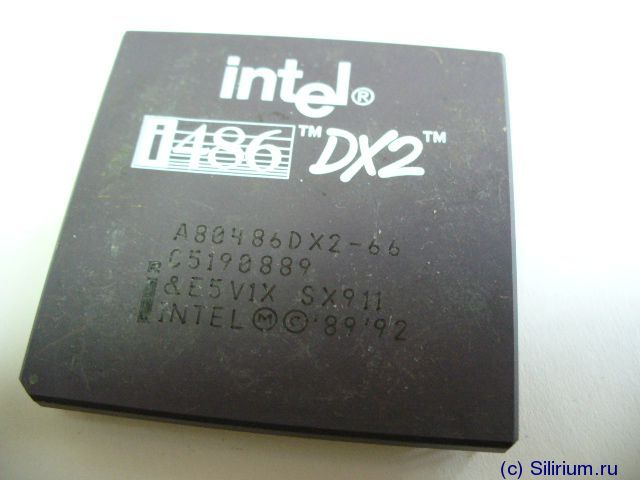 intel®
i486™ DX2™
A80486DX2-66
C5190889
&E5V1X SX911
INTEL Ⓜ © '89'92
(c) Silirium.ru